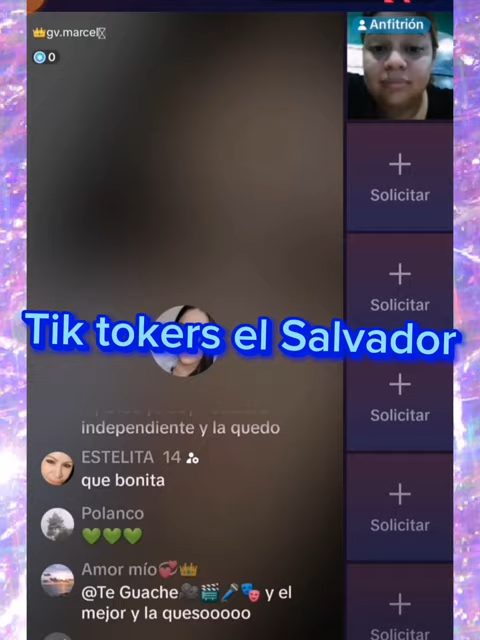 👑gv.marcel
0
Anfitrión
Solicitar
Solicitar
Tik tokers el Salvador
Solicitar
independiente y la quedo
ESTELITA 14
que bonita
Solicitar
Polanco
💚💚💚
Amor mío💞👑
@Te Guache🎥🎬🎤🎭 y el
mejor y la quesooooo
Solicitar